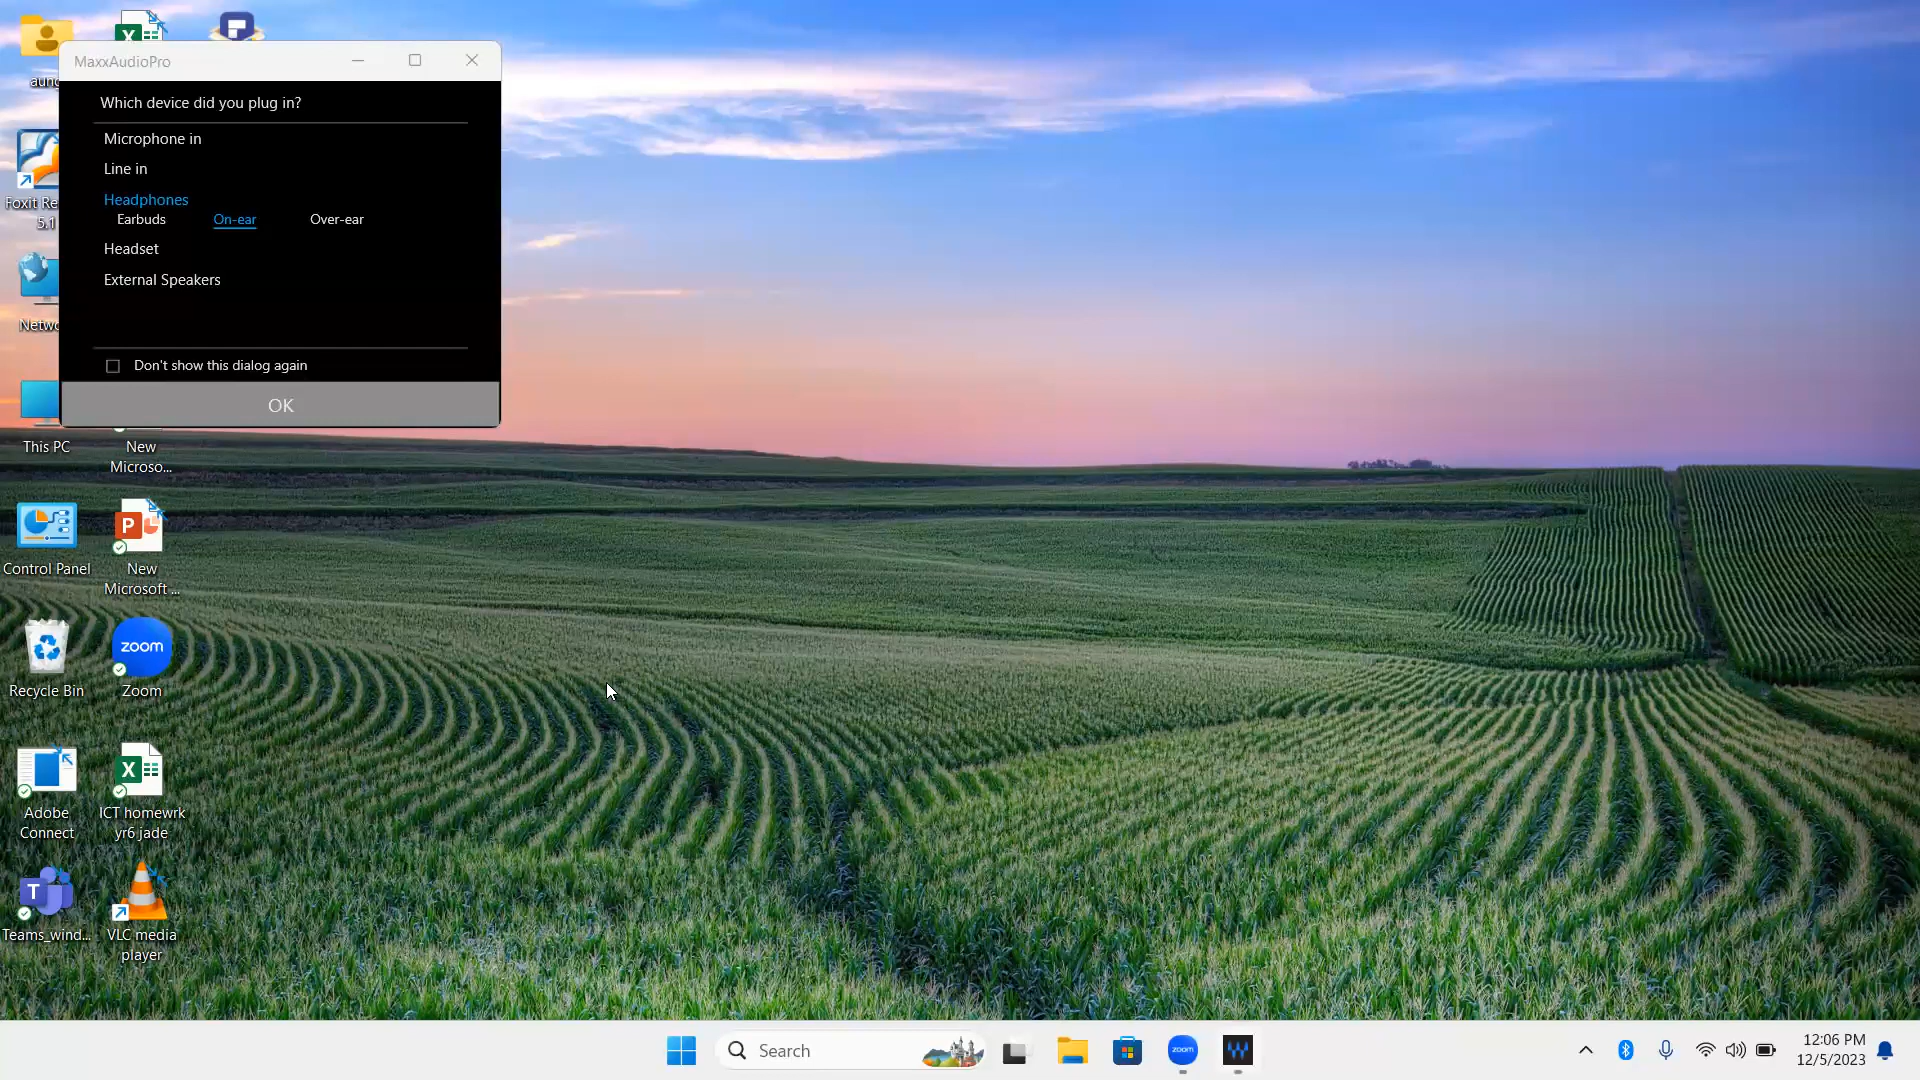 MaxxAudioPro
Which device did you plug in?
Microphone in
Line in
Headphones
Earbuds On-ear Over-ear
Headset
External Speakers
Don't show this dialog again
OK
Foxit Re
5.1
Netwo
This PC
New
Microso...
Control Panel
New
Microsoft ...
Recycle Bin
zoom
Zoom
Adobe
Connect
ICT homewrk
yr6 jade
Teams_wind...
VLC media
player
Search
zoom
12:06 PM
12/5/2023